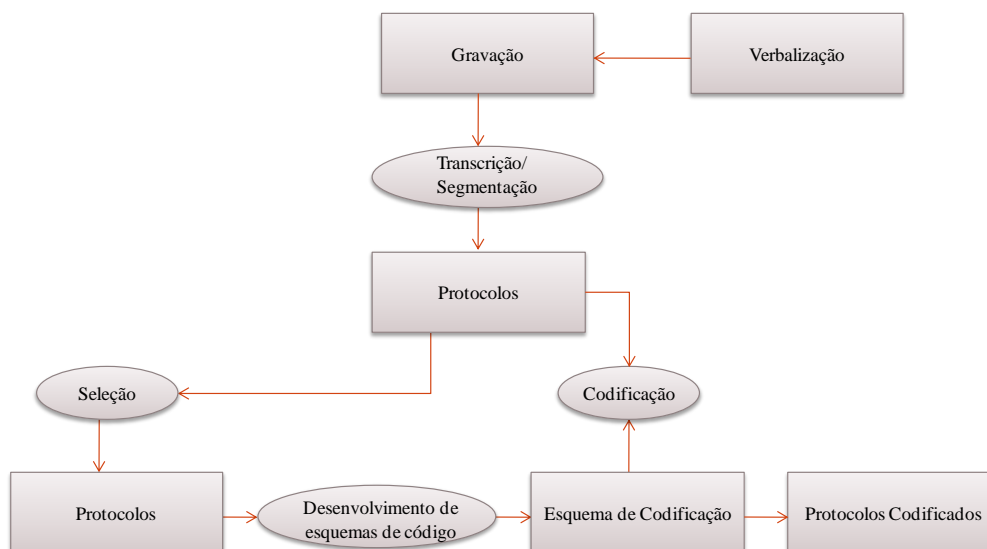 Gravação
Verbalização
Transcrição/
Segmentação
Protocolos
Seleção
Codificação
Protocolos
Desenvolvimento de
esquemas de código
Esquema de Codificação
Protocolos Codificados